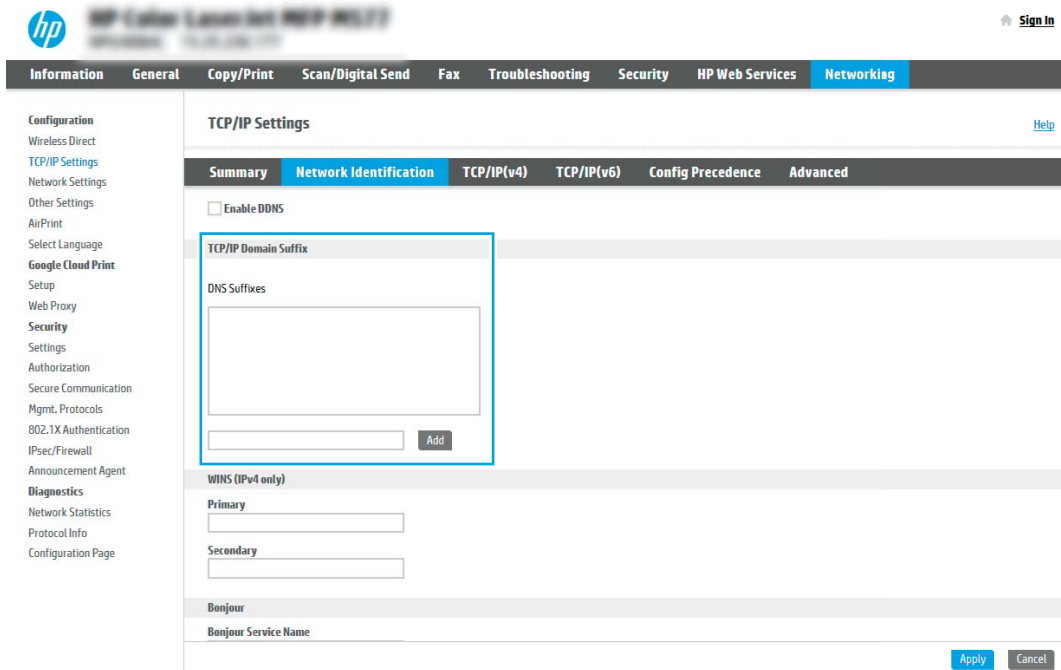 hp
Sign In
Information General Copy/Print Scan/Digital Send Fax Troubleshooting Security HP Web Services Networking
Configuration
Wireless Direct
TCP/IP Settings
Network Settings
Other Settings
AirPrint
Select Language
Google Cloud Print
Setup
Web Proxy
Security
Settings
Authorization
Secure Communication
Mgmt. Protocols
802.1X Authentication
IPsec/Firewall
Announcement Agent
Diagnostics
Network Statistics
Protocol Info
Configuration Page
TCP/IP Settings
Help
Summary Network Identification TCP/IP(v4) TCP/IP(v6) Config Precedence Advanced
Enable DDNS
TCP/IP Domain Suffix
DNS Suffixes
Add
WINS (IPv4 only)
Primary
Secondary
Bonjour
Bonjour Service Name
Apply Cancel